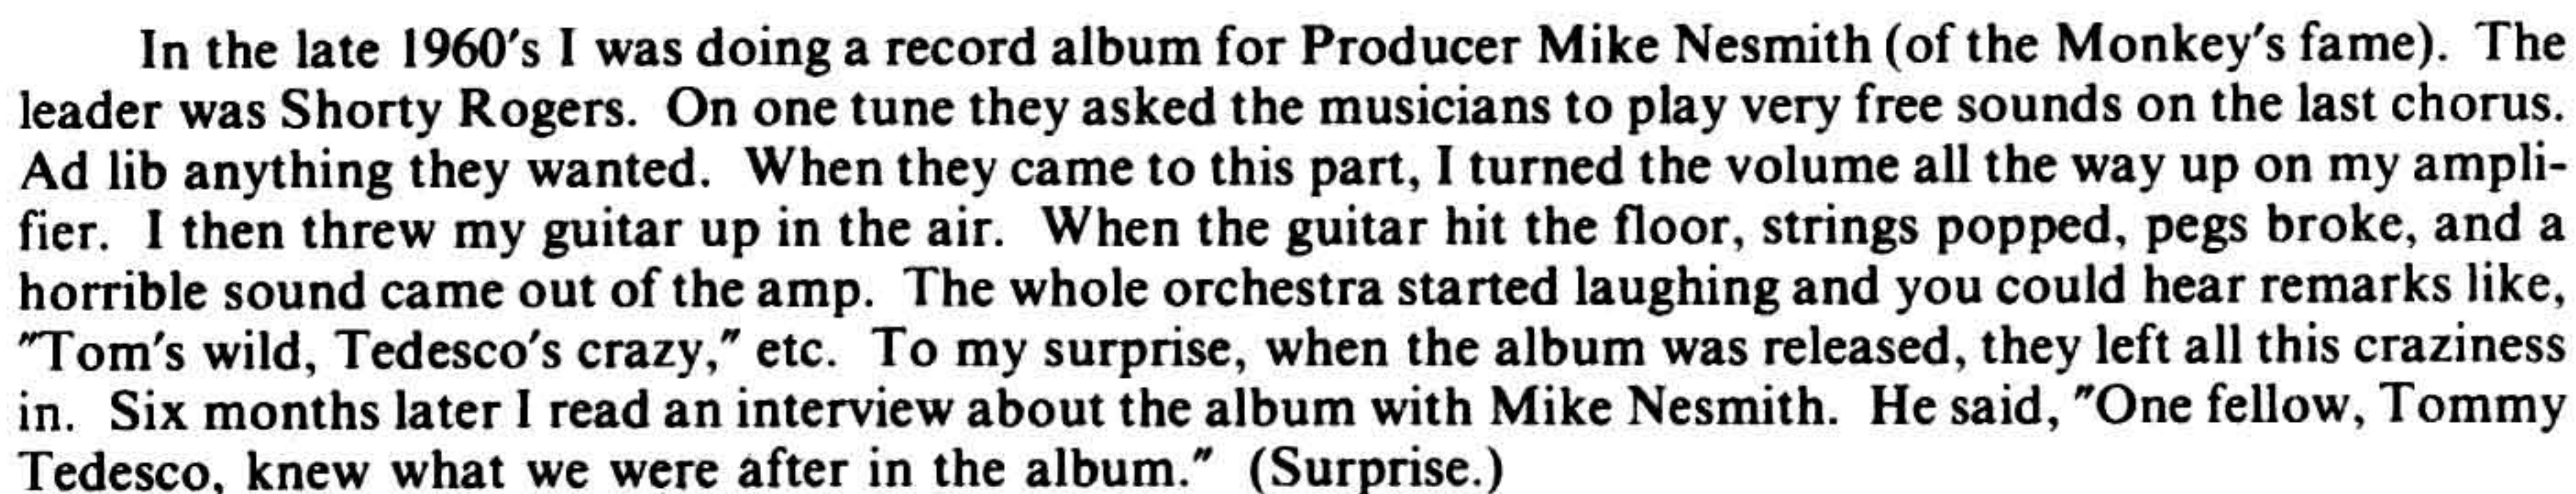 In the late 1960's I was doing a record album for Producer Mike Nesmith (of the Monkey's fame). The
leader was Shorty Rogers. On one tune they asked the musicians to play very free sounds on the last chorus.
Ad lib anything they wanted. When they came to this part, I turned the volume all the way up on my ampli-
fier. I then threw my guitar up in the air. When the guitar hit the floor, strings popped, pegs broke, and a
horrible sound came out of the amp. The whole orchestra started laughing and you could hear remarks like,
"Tom's wild, Tedesco's crazy," etc. To my surprise, when the album was released, they left all this craziness
in. Six months later I read an interview about the album with Mike Nesmith. He said, "One fellow, Tommy
Tedesco, knew what we were after in the album." (Surprise.)